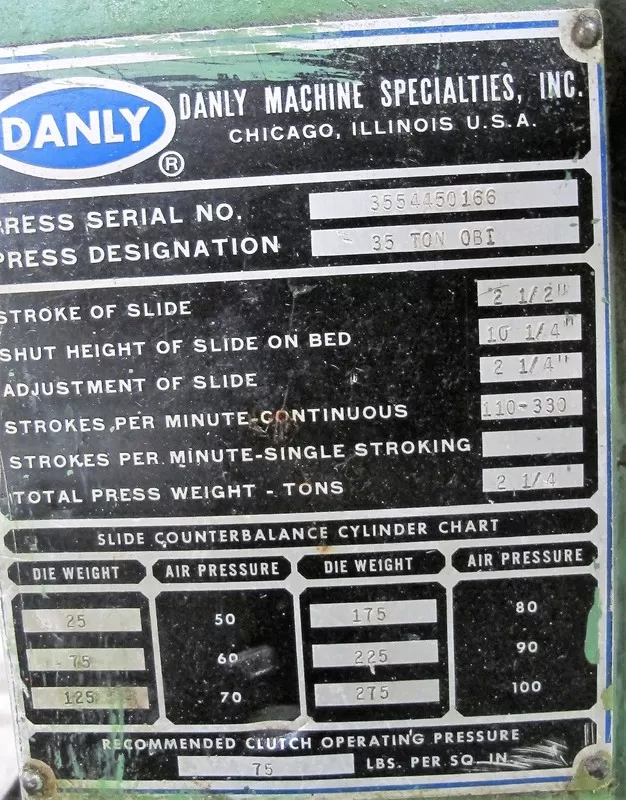 DANLY
DANLY MACHINE SPECIALTIES, INC.
®
CHICAGO, ILLINOIS U.S.A.
PRESS SERIAL NO. 3554450166
PRESS DESIGNATION 35 TON OBI
STROKE OF SLIDE 2 1/2"
SHUT HEIGHT OF SLIDE ON BED 10 1/4"
ADJUSTMENT OF SLIDE 2 1/4"
STROKES PER MINUTE-CONTINUOUS 110-330
STROKES PER MINUTE-SINGLE STROKING
TOTAL PRESS WEIGHT - TONS 2 1/4
SLIDE COUNTERBALANCE CYLINDER CHART
DIE WEIGHT AIR PRESSURE DIE WEIGHT AIR PRESSURE
25 50 175 80
75 60 225 90
125 70 275 100
RECOMMENDED CLUTCH OPERATING PRESSURE
75 LBS. PER SQ. IN.